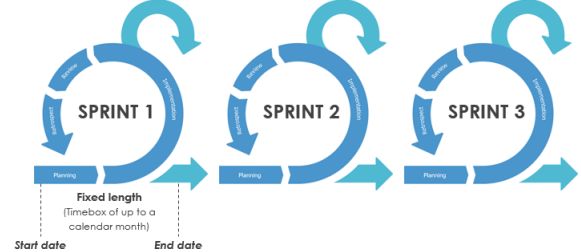 Review
Retrospect
Implementation
SPRINT 1
Planning
Review
Retrospect
Implementation
SPRINT 2
Planning
Review
Retrospect
Implementation
SPRINT 3
Planning
Fixed length
(Timebox of up to a
calendar month)
Start date
End date